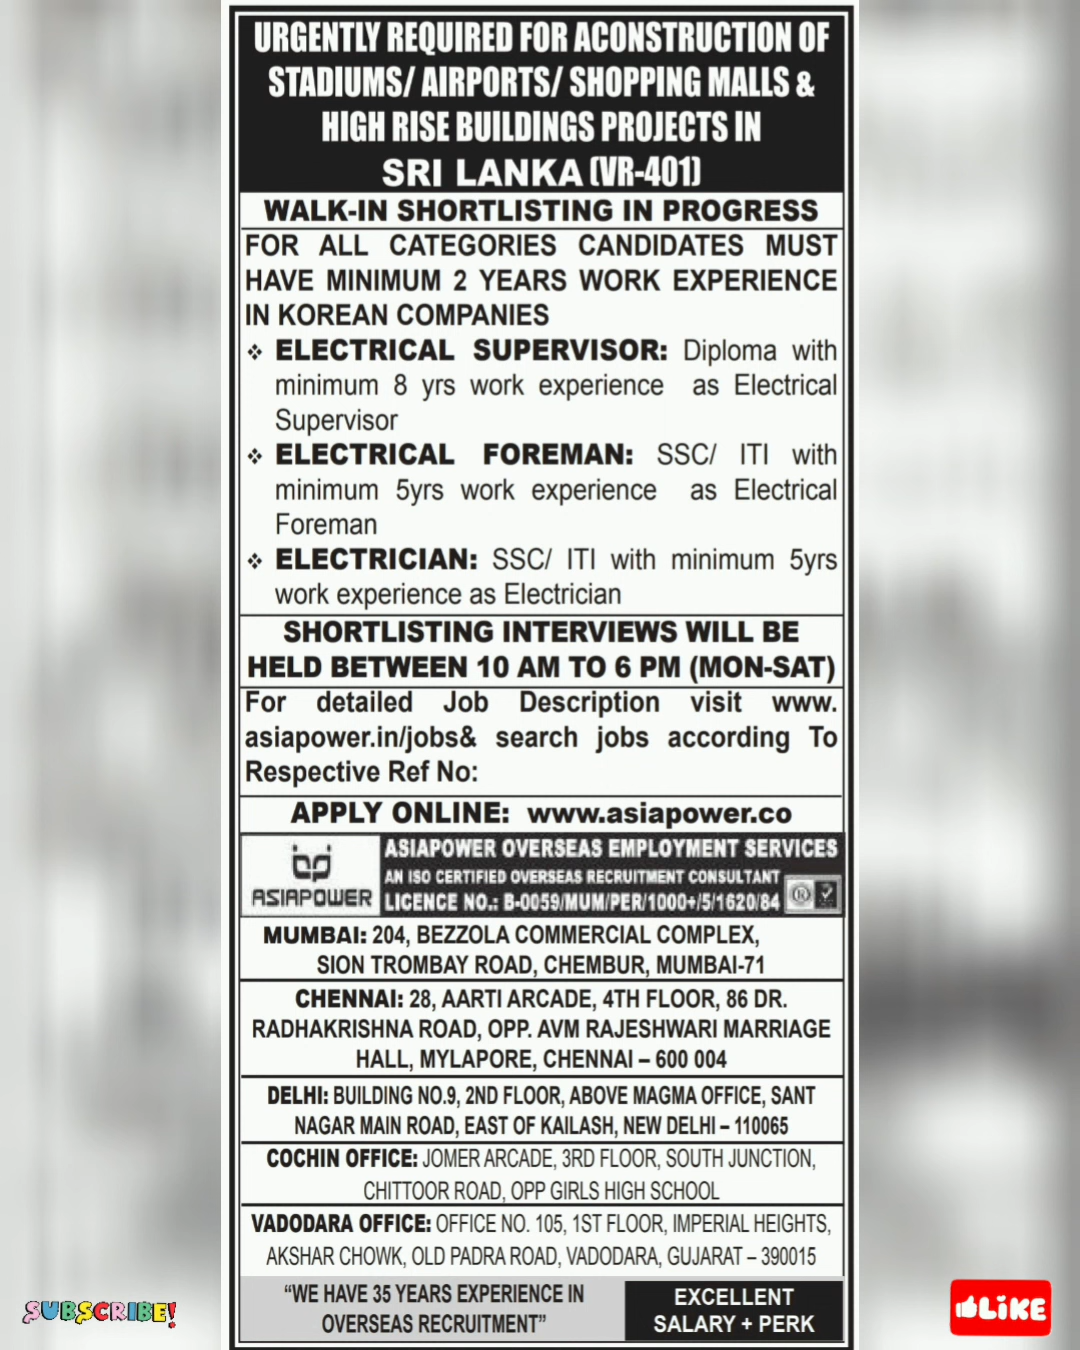 URGENTLY REQUIRED FOR ACONSTRUCTION OF
STADIUMS/ AIRPORTS/ SHOPPING MALLS &
HIGH RISE BUILDINGS PROJECTS IN
SRI LANKA (VR-401)
WALK-IN SHORTLISTING IN PROGRESS
FOR ALL CATEGORIES CANDIDATES MUST
HAVE MINIMUM 2 YEARS WORK EXPERIENCE
IN KOREAN COMPANIES
❖ ELECTRICAL SUPERVISOR: Diploma with
minimum 8 yrs work experience as Electrical
Supervisor
❖ ELECTRICAL FOREMAN: SSC/ ITI with
minimum 5yrs work experience as Electrical
Foreman
❖ ELECTRICIAN: SSC/ ITI with minimum 5yrs
work experience as Electrician
SHORTLISTING INTERVIEWS WILL BE
HELD BETWEEN 10 AM TO 6 PM (MON-SAT)
For detailed Job Description visit www.
asiapower.in/jobs& search jobs according To
Respective Ref No:
APPLY ONLINE: www.asiapower.co
ASIAPOWER
ASIAPOWER OVERSEAS EMPLOYMENT SERVICES
AN ISO CERTIFIED OVERSEAS RECRUITMENT CONSULTANT
LICENCE NO.: B-0059/MUM/PER/1000+/5/1620/84
MUMBAI: 204, BEZZOLA COMMERCIAL COMPLEX,
SION TROMBAY ROAD, CHEMBUR, MUMBAI-71
CHENNAI: 28, AARTI ARCADE, 4TH FLOOR, 86 DR.
RADHAKRISHNA ROAD, OPP. AVM RAJESHWARI MARRIAGE
HALL, MYLAPORE, CHENNAI – 600 004
DELHI: BUILDING NO.9, 2ND FLOOR, ABOVE MAGMA OFFICE, SANT
NAGAR MAIN ROAD, EAST OF KAILASH, NEW DELHI – 110065
COCHIN OFFICE: JOMER ARCADE, 3RD FLOOR, SOUTH JUNCTION,
CHITTOOR ROAD, OPP GIRLS HIGH SCHOOL
VADODARA OFFICE: OFFICE NO. 105, 1ST FLOOR, IMPERIAL HEIGHTS,
AKSHAR CHOWK, OLD PADRA ROAD, VADODARA, GUJARAT – 390015
“WE HAVE 35 YEARS EXPERIENCE IN
OVERSEAS RECRUITMENT”
EXCELLENT
SALARY + PERK
SUBSCRIBE!
LIKE